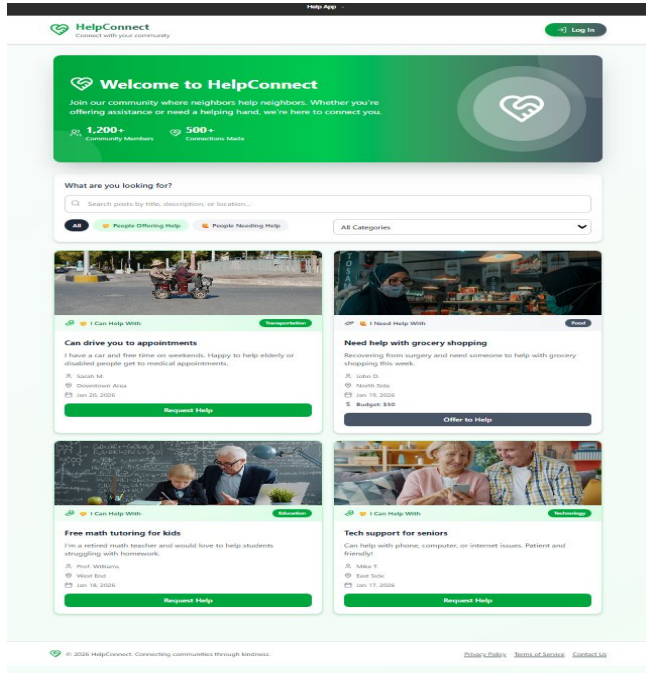 Help App
HelpConnect
Connect with your community
Log In
Welcome to HelpConnect
Join our community where neighbors help neighbors. Whether you're
offering assistance or need a helping hand, we're here to connect you.
1,200+
Community Members
500+
Connections Made
What are you looking for?
Search posts by title, description, or location...
All
People Offering Help
People Needing Help
All Categories
I Can Help With
Transportation
Can drive you to appointments
I have a car and free time on weekends. Happy to help elderly or
disabled people get to medical appointments.
Sarah M.
Downtown Area
Jan 20, 2026
Request Help
TOSA
I Need Help With
Food
Need help with grocery shopping
Recovering from surgery and need someone to help with grocery
shopping this week.
John D.
North Side
Jan 19, 2026
$ Budget: $50
Offer to Help
I Can Help With
Education
Free math tutoring for kids
I'm a retired math teacher and would love to help students
struggling with homework.
Prof. Williams
West End
Jan 18, 2026
Request Help
I Can Help With
Technology
Tech support for seniors
Can help with phone, computer, or internet issues. Patient and
friendly!
Mike T.
East Side
Jan 17, 2026
Request Help
© 2026 HelpConnect. Connecting communities through kindness.
Privacy Policy
Terms of Service
Contact Us